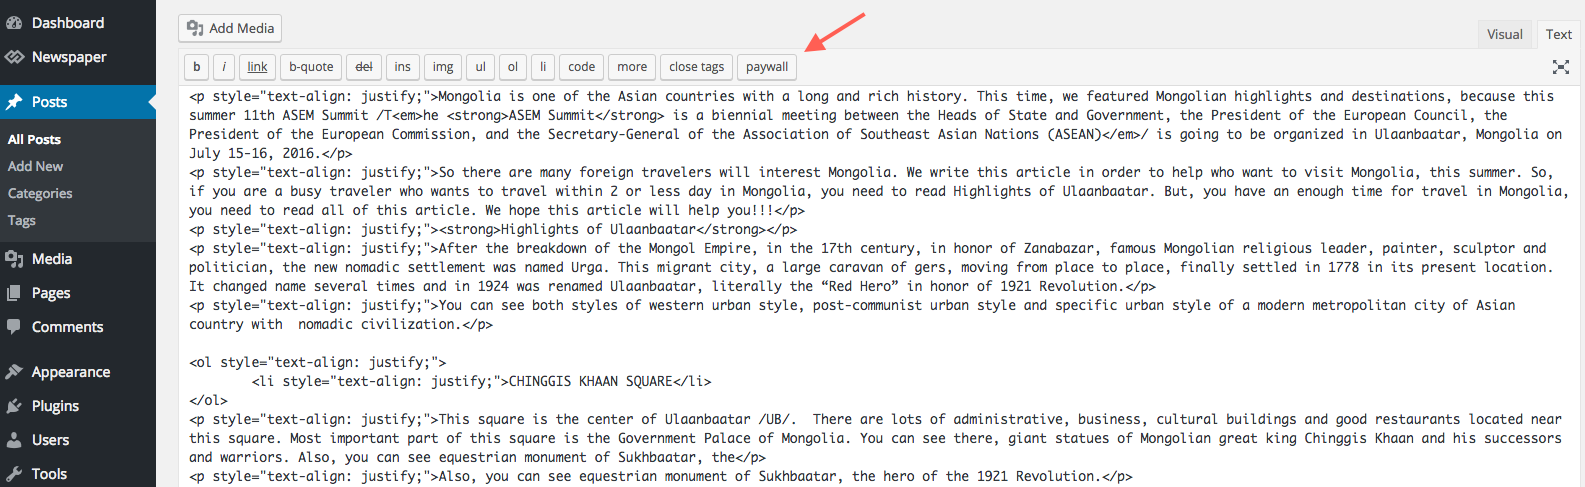 Dashboard
Newspaper
Posts
All Posts
Add New
Categories
Tags
Media
Pages
Comments
Appearance
Plugins
Users
Tools
Add Media
Visual Text
b i link b-quote del ins img ul ol li code more close tags paywall
<p style="text-align: justify;">Mongolia is one of the Asian countries with a long and rich history. This time, we featured Mongolian highlights and destinations, because this
summer 11th ASEM Summit /T<em>he <strong>ASEM Summit</strong> is a biennial meeting between the Heads of State and Government, the President of the European Council, the
President of the European Commission, and the Secretary-General of the Association of Southeast Asian Nations (ASEAN)</em>/ is going to be organized in Ulaanbaatar, Mongolia on
July 15-16, 2016.</p>
<p style="text-align: justify;">So there are many foreign travelers will interest Mongolia. We write this article in order to help who want to visit Mongolia, this summer. So,
if you are a busy traveler who wants to travel within 2 or less day in Mongolia, you need to read Highlights of Ulaanbaatar. But, you have an enough time for travel in Mongolia,
you need to read all of this article. We hope this article will help you!!!</p>
<p style="text-align: justify;"><strong>Highlights of Ulaanbaatar</strong></p>
<p style="text-align: justify;">After the breakdown of the Mongol Empire, in the 17th century, in honor of Zanabazar, famous Mongolian religious leader, painter, sculptor and
politician, the new nomadic settlement was named Urga. This migrant city, a large caravan of gers, moving from place to place, finally settled in 1778 in its present location.
It changed name several times and in 1924 was renamed Ulaanbaatar, literally the “Red Hero” in honor of 1921 Revolution.</p>
<p style="text-align: justify;">You can see both styles of western urban style, post-communist urban style and specific urban style of a modern metropolitan city of Asian
country with  nomadic civilization.</p>
<ol style="text-align: justify;">
<li style="text-align: justify;">CHINGGIS KHAAN SQUARE</li>
</ol>
<p style="text-align: justify;">This square is the center of Ulaanbaatar /UB/.  There are lots of administrative, business, cultural buildings and good restaurants located near
this square. Most important part of this square is the Government Palace of Mongolia. You can see there, giant statues of Mongolian great king Chinggis Khaan and his successors
and warriors. Also, you can see equestrian monument of Sukhbaatar, the</p>
<p style="text-align: justify;">Also, you can see equestrian monument of Sukhbaatar, the hero of the 1921 Revolution.</p>